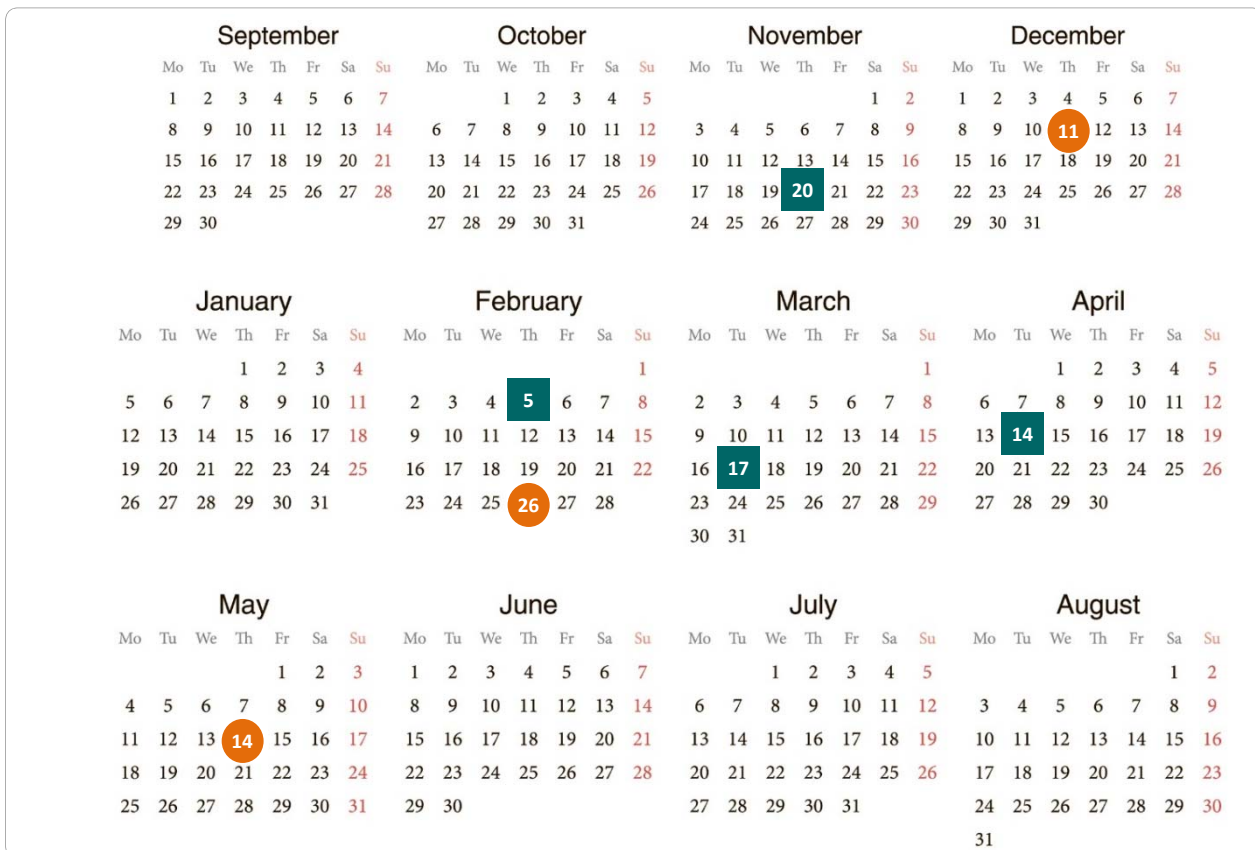 September October November December
Mo Tu We Th Fr Sa Su Mo Tu We Th Fr Sa Su Mo Tu We Th Fr Sa Su Mo Tu We Th Fr Sa Su
1 2 3 4 5 6 7 1 2 3 4 5 1 2 1 2 3 4 5 6 7
8 9 10 11 12 13 14 6 7 8 9 10 11 12 3 4 5 6 7 8 9 8 9 10 11 12 13 14
15 16 17 18 19 20 21 13 14 15 16 17 18 19 10 11 12 13 14 15 16 15 16 17 18 19 20 21
22 23 24 25 26 27 28 20 21 22 23 24 25 26 17 18 19 20 21 22 23 22 23 24 25 26 27 28
29 30 27 28 29 30 31 24 25 26 27 28 29 30 29 30 31
January February March April
Mo Tu We Th Fr Sa Su Mo Tu We Th Fr Sa Su Mo Tu We Th Fr Sa Su Mo Tu We Th Fr Sa Su
1 2 3 4 1 1 1 2 3 4 5
5 6 7 8 9 10 11 2 3 4 5 6 7 8 2 3 4 5 6 7 8 6 7 8 9 10 11 12
12 13 14 15 16 17 18 9 10 11 12 13 14 15 9 10 11 12 13 14 15 13 14 15 16 17 18 19
19 20 21 22 23 24 25 16 17 18 19 20 21 22 16 17 18 19 20 21 22 20 21 22 23 24 25 26
26 27 28 29 30 31 23 24 25 26 27 28 23 24 25 26 27 28 29 27 28 29 30
30 31
May June July August
Mo Tu We Th Fr Sa Su Mo Tu We Th Fr Sa Su Mo Tu We Th Fr Sa Su Mo Tu We Th Fr Sa Su
1 2 3 1 2 3 4 5 6 7 1 2 3 4 5 1 2
4 5 6 7 8 9 10 8 9 10 11 12 13 14 6 7 8 9 10 11 12 3 4 5 6 7 8 9
11 12 13 14 15 16 17 15 16 17 18 19 20 21 13 14 15 16 17 18 19 10 11 12 13 14 15 16
18 19 20 21 22 23 24 22 23 24 25 26 27 28 20 21 22 23 24 25 26 17 18 19 20 21 22 23
25 26 27 28 29 30 31 29 30 27 28 29 30 31 24 25 26 27 28 29 30
31